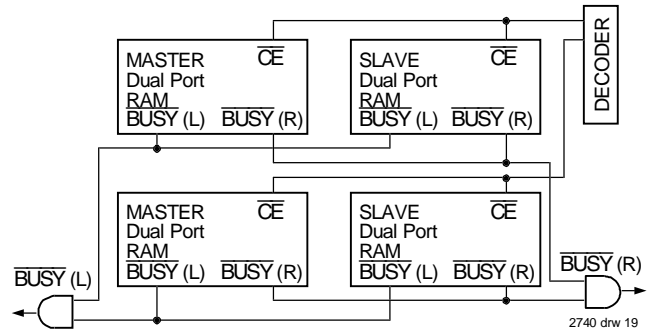 MASTER
Dual Port
RAM
BUSY (L) BUSY (R)
CE
SLAVE
Dual Port
RAM
BUSY (L) BUSY (R)
CE
DECODER
MASTER
Dual Port
RAM
BUSY (L) BUSY (R)
CE
SLAVE
Dual Port
RAM
BUSY (L) BUSY (R)
CE
BUSY (L)
BUSY (R)
2740 drw 19